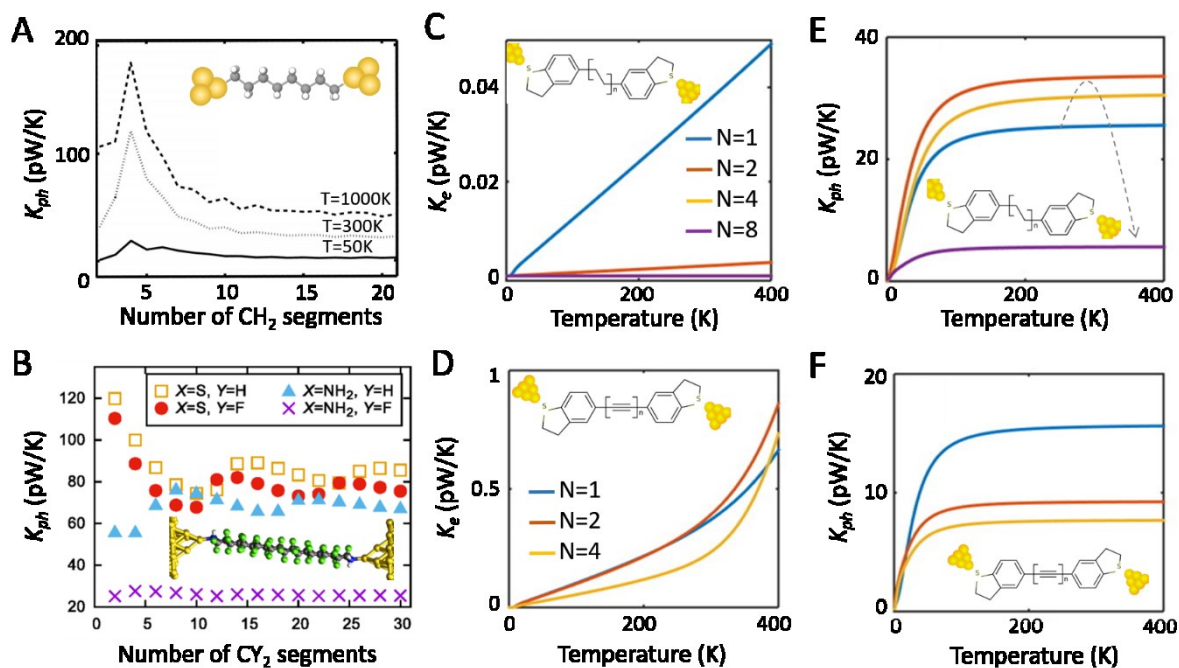 A
200
100
0
K_ph (pW/K)
T=1000K
T=300K
T=50K
5
10
15
20
Number of CH₂ segments
B
120
100
80
60
40
20
K_ph (pW/K)
X=S, Y=H
X=NH₂, Y=H
X=S, Y=F
X=NH₂, Y=F
0
5
10
15
20
25
30
Number of CY₂ segments
C
0.04
0.02
0
K_e (pW/K)
S
n
S
N=1
N=2
N=4
N=8
0
200
400
Temperature (K)
D
1
0.5
0
K_e (pW/K)
S
n
S
N=1
N=2
N=4
0
200
400
Temperature (K)
E
40
20
0
K_ph (pW/K)
S
n
S
0
200
400
Temperature (K)
F
20
10
0
K_ph (pW/K)
S
n
S
0
200
400
Temperature (K)